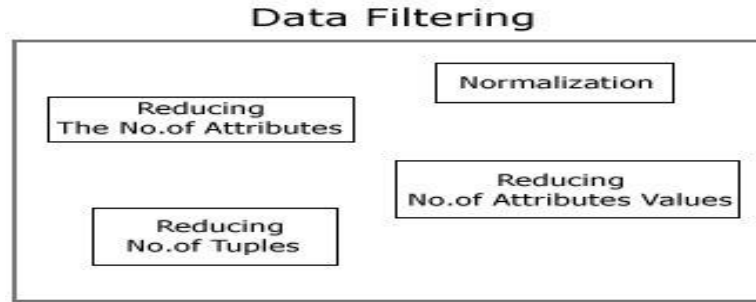 Data Filtering
Normalization
Reducing
The No.of Attributes
Reducing
No.of Attributes Values
Reducing
No.of Tuples